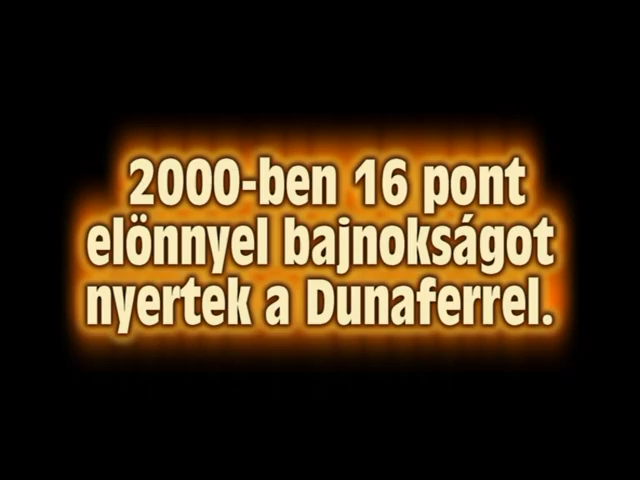 2000-ben 16 pont
elönnyel bajnokságot
nyertek a Dunaferrel.